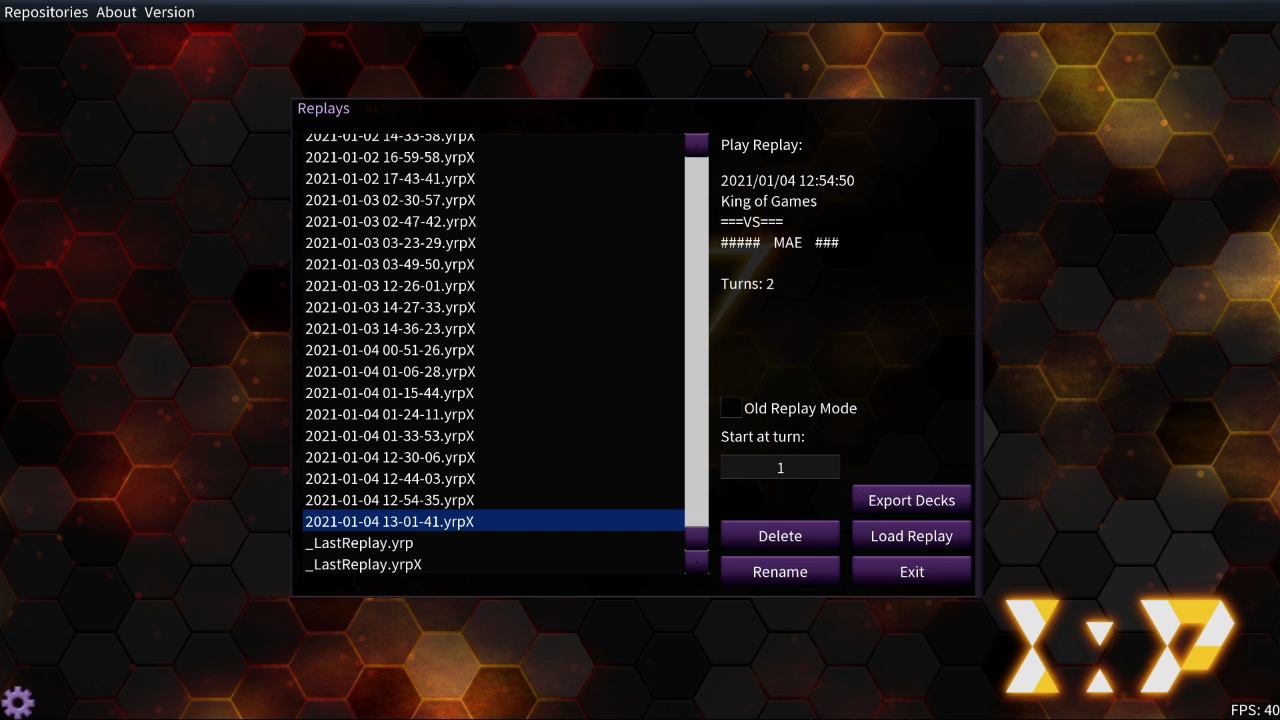 Repositories About Version
Replays
2021-01-02 14-33-58.yrpX
2021-01-02 16-59-58.yrpX
2021-01-02 17-43-41.yrpX
2021-01-03 02-30-57.yrpX
2021-01-03 02-47-42.yrpX
2021-01-03 03-23-29.yrpX
2021-01-03 03-49-50.yrpX
2021-01-03 12-26-01.yrpX
2021-01-03 14-27-33.yrpX
2021-01-03 14-36-23.yrpX
2021-01-04 00-51-26.yrpX
2021-01-04 01-06-28.yrpX
2021-01-04 01-15-44.yrpX
2021-01-04 01-24-11.yrpX
2021-01-04 01-33-53.yrpX
2021-01-04 12-30-06.yrpX
2021-01-04 12-44-03.yrpX
2021-01-04 12-54-35.yrpX
2021-01-04 13-01-41.yrpX
_LastReplay.yrp
_LastReplay.yrpX
Play Replay:
2021/01/04 12:54:50
King of Games
===VS===
##### MAE ###
Turns: 2
Old Replay Mode
Start at turn:
1
Export Decks
Delete
Load Replay
Rename
Exit
X:P
FPS: 40